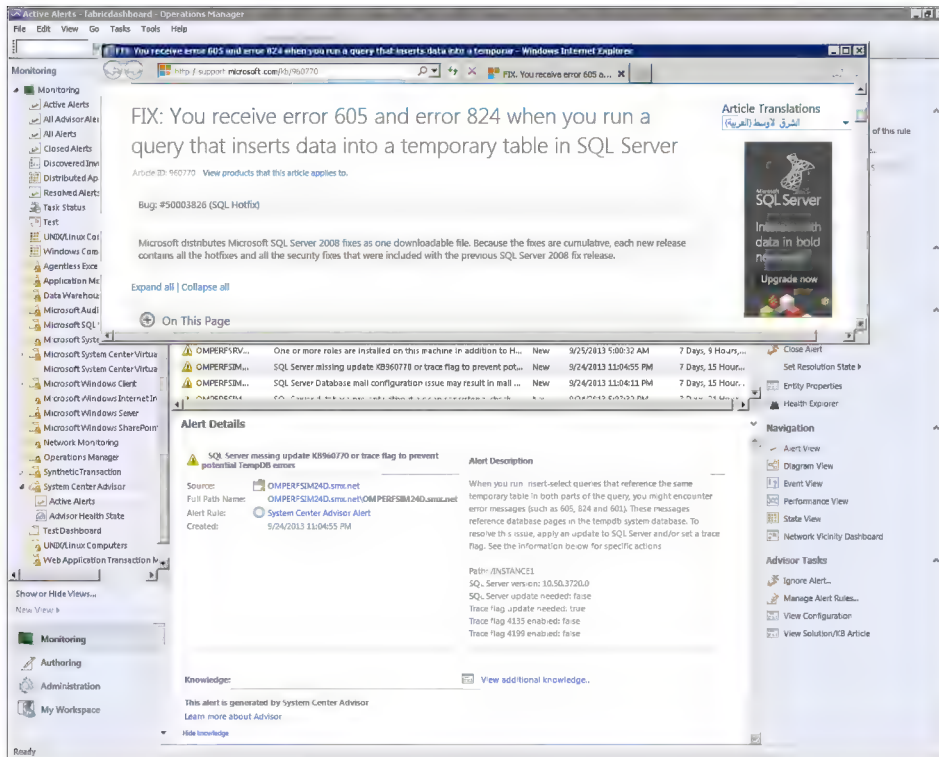 Active Alerts - fabricdashboard - Operations Manager
File Edit View Go Tasks Tools Help
FIX: You receive error 605 and error 824 when you run a query that inserts data into a temporar - Windows Internet Explorer
http://support.microsoft.com/kb/960770
FIX: You receive error 605 a...
FIX: You receive error 605 and error 824 when you run a
query that inserts data into a temporary table in SQL Server
Article ID: 960770 View products that this article applies to.
Bug: #50003826 (SQL Hotfix)
Microsoft distributes Microsoft SQL Server 2008 fixes as one downloadable file. Because the fixes are cumulative, each new release
contains all the hotfixes and all the security fixes that were included with the previous SQL Server 2008 fix release.
Expand all | Collapse all
On This Page
Article Translations
الشرق الأوسط (العربية)
Microsoft
SQL Server
data in bold
Upgrade now
of this rule
Monitoring
Monitoring
Active Alerts
All Advisor Aler
All Alerts
Closed Alerts
Discovered Inv
Distributed Ap
Resolved Alerts
Task Status
Test
UNIX/Linux Co
Windows Com
Agentless Exce
Application Mc
Data Warehou
Microsoft Audi
Microsoft SQL
Microsoft Syste
Microsoft System Center Virtua
Microsoft System Center Virtua
Microsoft Windows Client
Microsoft Windows Internet In
Microsoft Windows Server
Microsoft Windows SharePoin
Network Monitoring
Operations Manager
Synthetic Transaction
System Center Advisor
Active Alerts
Advisor Health State
Test Dashboard
UNIX/Linux Computers
Web Application Transaction M
Show or Hide Views...
New View
Monitoring
Authoring
Administration
My Workspace
Ready
OMPERFSRV... One or more roles are installed on this machine in addition to H... New 9/25/2013 5:00:32 AM 7 Days, 9 Hours,...
OMPERFSIM... SQL Server missing update KB960770 or trace flag to prevent pot... New 9/24/2013 11:04:55 PM 7 Days, 15 Hour...
OMPERFSIM... SQL Server Database mail configuration issue may result in mail ... New 9/24/2013 11:04:11 PM 7 Days, 15 Hour...
Alert Details
SQL Server missing update KB960770 or trace flag to prevent
potential TempDB errors
Source: OMPERFSIM24D.smx.net
Full Path Name: OMPERFSIM24D.smx.net\OMPERFSIM24D.smx.net
Alert Rule: System Center Advisor Alert
Created: 9/24/2013 11:04:55 PM
Alert Description
When you run insert-select queries that reference the same
temporary table in both parts of the query, you might encounter
error messages (such as 605, 824 and 601). These messages
reference database pages in the tempdb system database. To
resolve this issue, apply an update to SQL Server and/or set a trace
flag. See the information below for specific actions
Path: /INSTANCE1
SQL Server version: 10.50.3720.0
SQL Server update needed: false
Trace flag update needed: true
Trace flag 4135 enabled: false
Trace flag 4199 enabled: false
Knowledge:
View additional knowledge..
This alert is generated by System Center Advisor
Learn more about Advisor
Hide knowledge
Close Alert
Set Resolution State
Entity Properties
Health Explorer
Navigation
Alert View
Diagram View
Event View
Performance View
State View
Network Vicinity Dashboard
Advisor Tasks
Ignore Alert...
Manage Alert Rules...
View Configuration
View Solution/KB Article